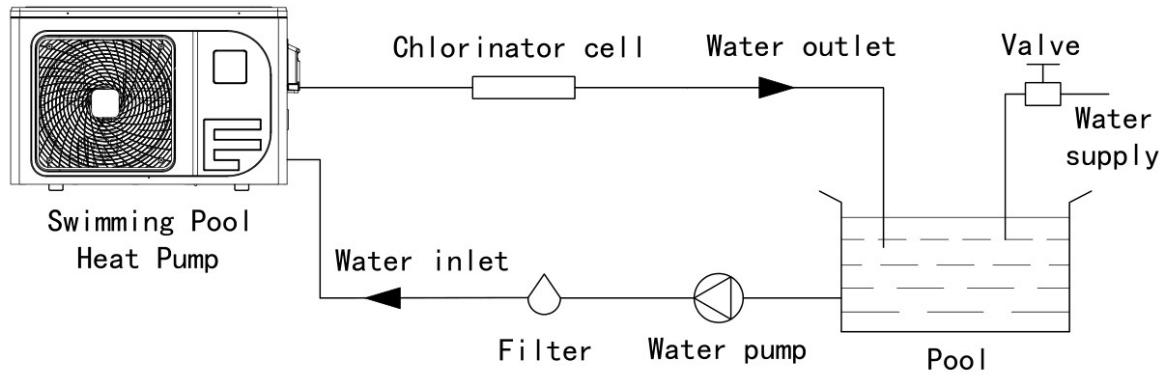 Chlorinator cell
Water outlet
Valve
Water
supply
Swimming Pool
Heat Pump
Water inlet
Filter
Water pump
Pool